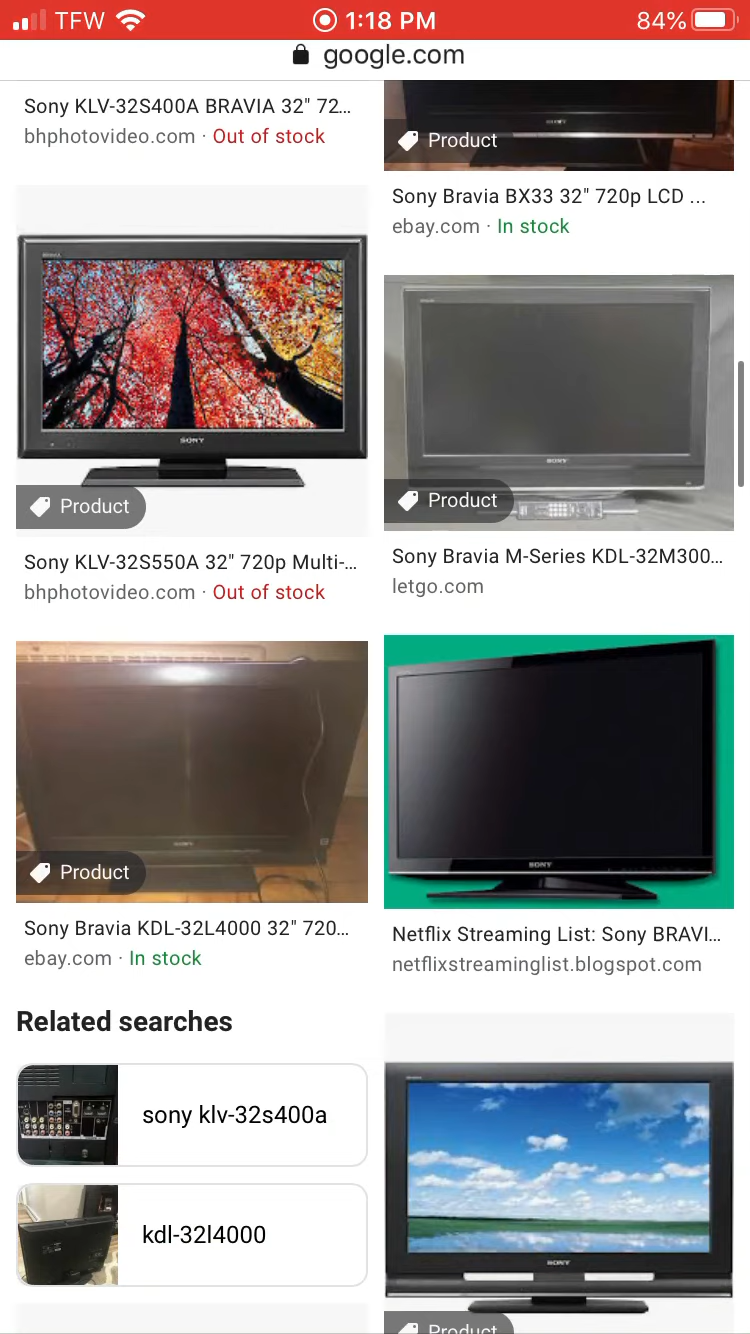 TFW 1:18 PM 84%
google.com
Sony KLV-32S400A BRAVIA 32" 72...
bhphotovideo.com · Out of stock
SONY
Product
Sony KLV-32S550A 32" 720p Multi-...
bhphotovideo.com · Out of stock
Product
Sony Bravia KDL-32L4000 32" 720...
ebay.com · In stock
Related searches
sony klv-32s400a
kdl-32l4000
SONY
Product
Sony Bravia BX33 32" 720p LCD ...
ebay.com · In stock
SONY
Product
Sony Bravia M-Series KDL-32M300...
letgo.com
SONY
Netflix Streaming List: Sony BRAVI...
netflixstreaminglist.blogspot.com
SONY
Product